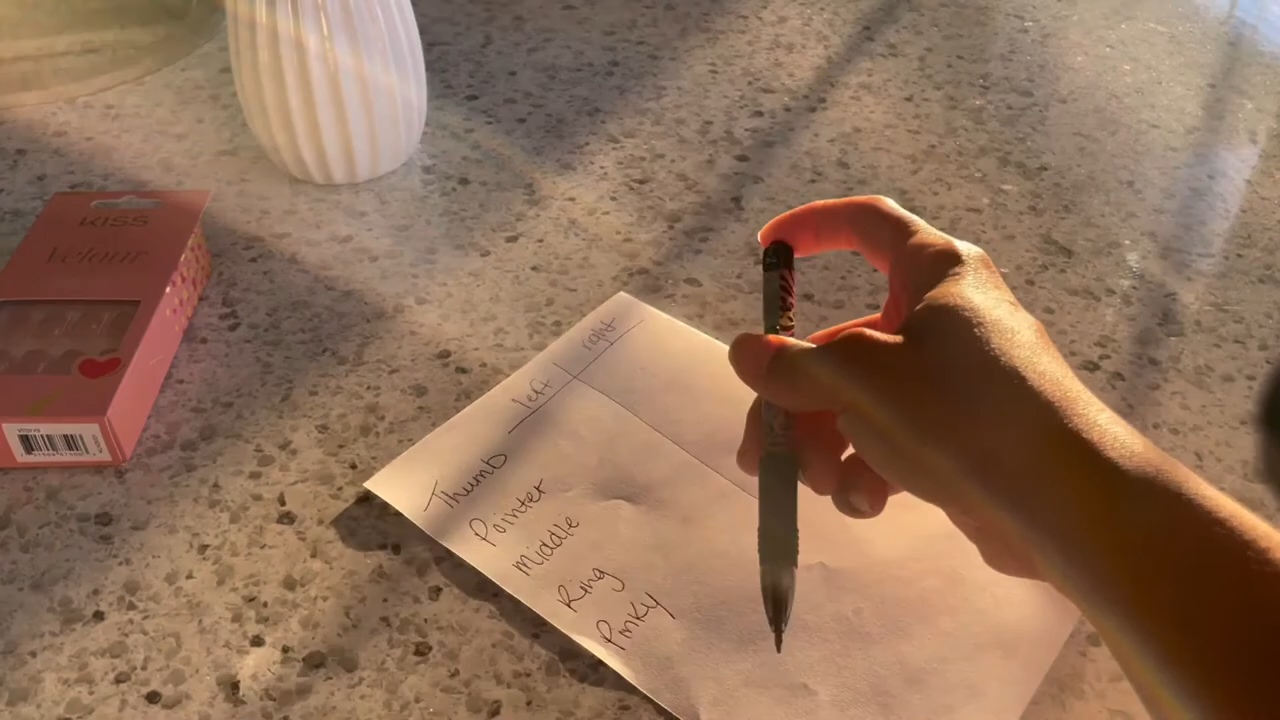 KISS
Velour
left right
Thumb
Pointer
Middle
Ring
Pinky